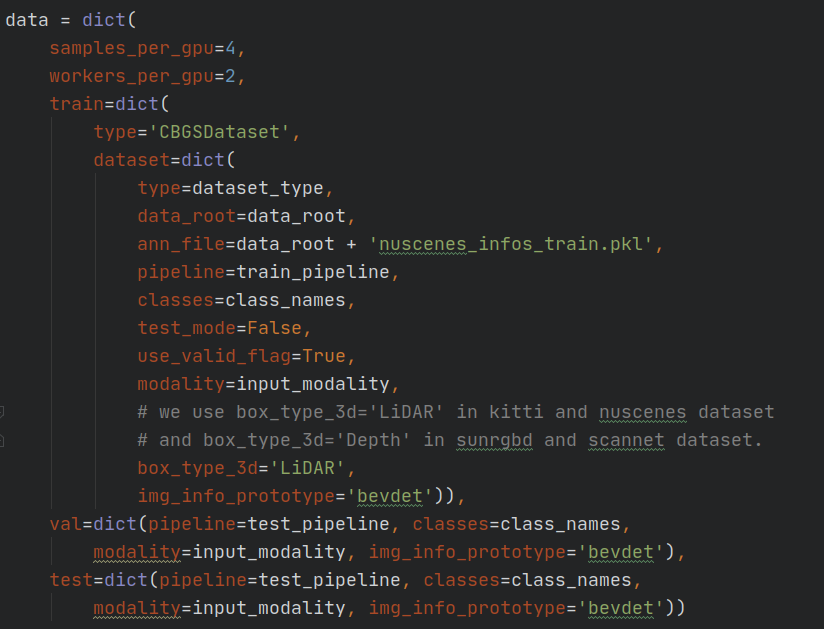 data = dict(
    samples_per_gpu=4,
    workers_per_gpu=2,
    train=dict(
        type='CBGSDataset',
        dataset=dict(
            type=dataset_type,
            data_root=data_root,
            ann_file=data_root + 'nuscenes_infos_train.pkl',
            pipeline=train_pipeline,
            classes=class_names,
            test_mode=False,
            use_valid_flag=True,
            modality=input_modality,
            # we use box_type_3d='LiDAR' in kitti and nuscenes dataset
            # and box_type_3d='Depth' in sunrgbd and scannet dataset.
            box_type_3d='LiDAR',
            img_info_prototype='bevdet')),
    val=dict(pipeline=test_pipeline, classes=class_names,
        modality=input_modality, img_info_prototype='bevdet'),
    test=dict(pipeline=test_pipeline, classes=class_names,
        modality=input_modality, img_info_prototype='bevdet'))